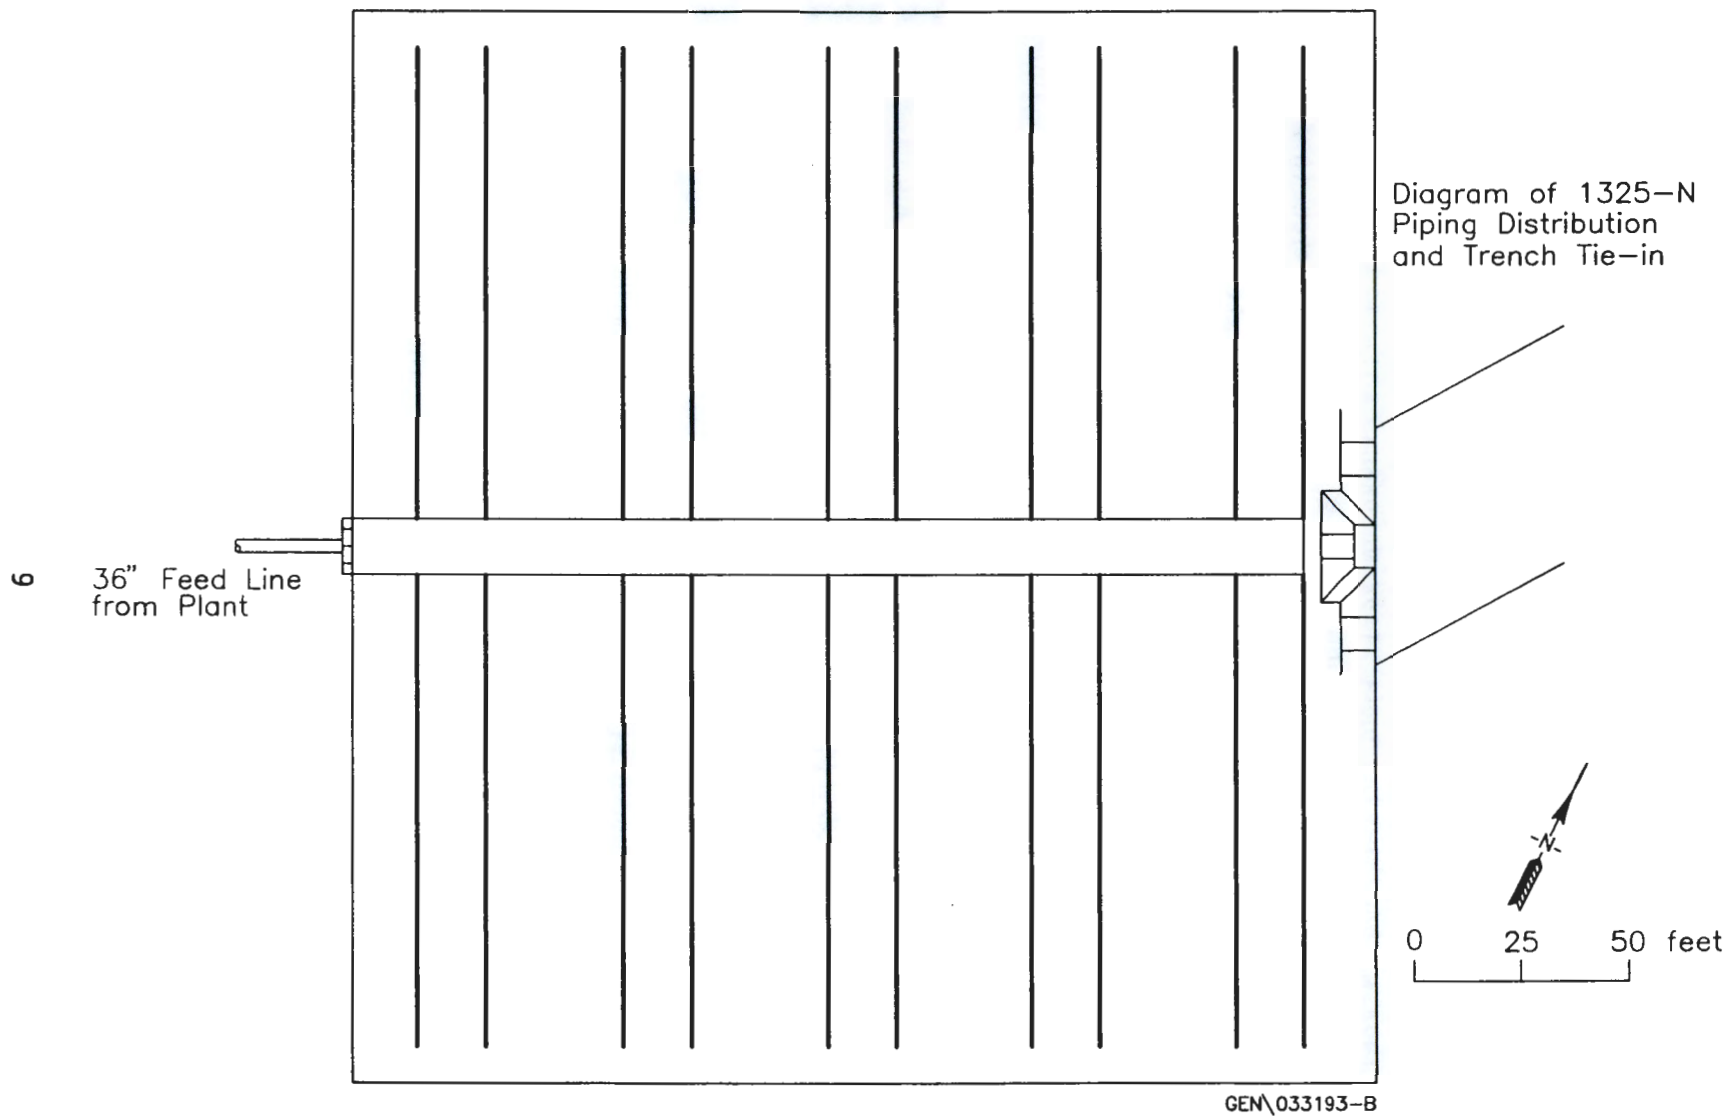 Diagram of 1325-N
Piping Distribution
and Trench Tie-in
36" Feed Line
from Plant
9
N
0 25 50 feet
GEN\033193-B